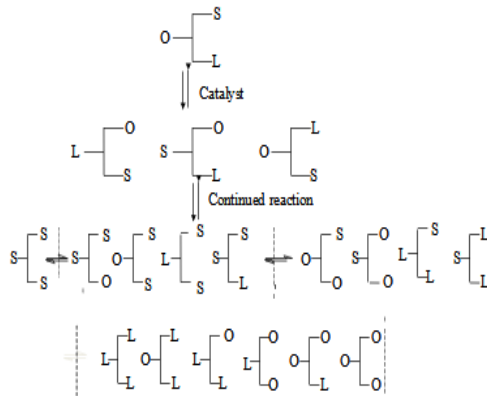 S
O
L
Catalyst
O O L
L S O
S L S
Continued reaction
S S S S S S O S L
S S O L S O S L S
S O S S L O O L L
L L O O O O
L O L L O O
L L L O L O